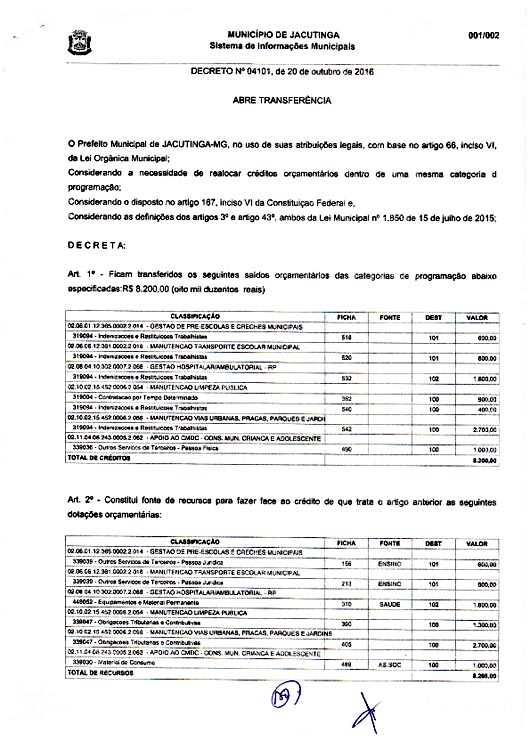 MUNICÍPIO DE JACUTINGA
001/002
Sistema de Informações Municipais
DECRETO Nº 04101, de 20 de outubro de 2016
ABRE TRANSFERÊNCIA
O Prefeito Municipal de JACUTINGA-MG, no uso de suas atribuições legais, com base no artigo 66, inciso VI,
da Lei Orgânica Municipal;
Considerando a necessidade de realocar créditos orçamentários dentro de uma mesma categoria d
programação;
Considerando o disposto no artigo 167, inciso VI da Constituiçao Federal e,
Considerando as definições dos artigos 3º e artigo 43º, ambos da Lei Municipal nº 1.850 de 15 de julho de 2015;
D E C R E T A:
Art. 1º - Ficam transferidos os seguintes saldos orçamentários das categorias de programação abaixo
especificadas:R$ 8.200,00 (oito mil duzentos reais)
CLASSIFICAÇÃO FICHA FONTE DEST VALOR
02.06.01.12.365.0002.2.014 - GESTAO DE PRE-ESCOLAS E CRECHES MUNICIPAIS
319094 - Indenizacoes e Restituicoes Trabalhistas 516 101 600,00
02.06.06.12.361.0002.2.016 - MANUTENCAO TRANSPORTE ESCOLAR MUNICIPAL
319094 - Indenizacoes e Restituicoes Trabalhistas 520 101 600,00
02.08.04.10.302.0007.2.068 - GESTAO HOSPITALAR/AMBULATORIAL - RP
319094 - Indenizacoes e Restituicoes Trabalhistas 532 102 1.800,00
02.10.02.15.452.0006.2.054 - MANUTENCAO LIMPEZA PUBLICA
319004 - Contratacao por Tempo Determinado 382 100 900,00
319094 - Indenizacoes e Restituicoes Trabalhistas 540 100 400,00
02.10.02.15.452.0006.2.056 - MANUTENCAO VIAS URBANAS, PRACAS, PARQUES E JARDI
319094 - Indenizacoes e Restituicoes Trabalhistas 542 100 2.700,00
02.11.04.08.243.0005.2.062 - APOIO AO CMDC - CONS. MUN. CRIANCA E ADOLESCENTE
339036 - Outros Servicos de Terceiros - Pessoa Fisica 490 100 1.000,00
TOTAL DE CRÉDITOS 8.200,00
Art. 2º - Constitui fonte de recursos para fazer face ao crédito de que trata o artigo anterior as seguintes
dotações orçamentárias:
CLASSIFICAÇÃO FICHA FONTE DEST VALOR
02.06.01.12.365.0002.2.014 - GESTAO DE PRE-ESCOLAS E CRECHES MUNICIPAIS
339039 - Outros Servicos de Terceiros - Pessoa Juridica 156 ENSINO 101 600,00
02.06.06.12.361.0002.2.016 - MANUTENCAO TRANSPORTE ESCOLAR MUNICIPAL
339039 - Outros Servicos de Terceiros - Pessoa Juridica 213 ENSINO 101 600,00
02.08.04.10.302.0007.2.068 - GESTAO HOSPITALAR/AMBULATORIAL - RP
449052 - Equipamentos e Material Permanente 310 SAUDE 102 1.800,00
02.10.02.15.452.0006.2.054 - MANUTENCAO LIMPEZA PUBLICA
339047 - Obrigacoes Tributarias e Contributivas 390 100 1.300,00
02.10.02.15.452.0006.2.056 - MANUTENCAO VIAS URBANAS, PRACAS, PARQUES E JARDINS
339047 - Obrigacoes Tributarias e Contributivas 405 100 2.700,00
02.11.04.08.243.0005.2.062 - APOIO AO CMDC - CONS. MUN. CRIANCA E ADOLESCENTE
339030 - Material de Consumo 489 AS.SOC 100 1.000,00
TOTAL DE RECURSOS 8.200,00